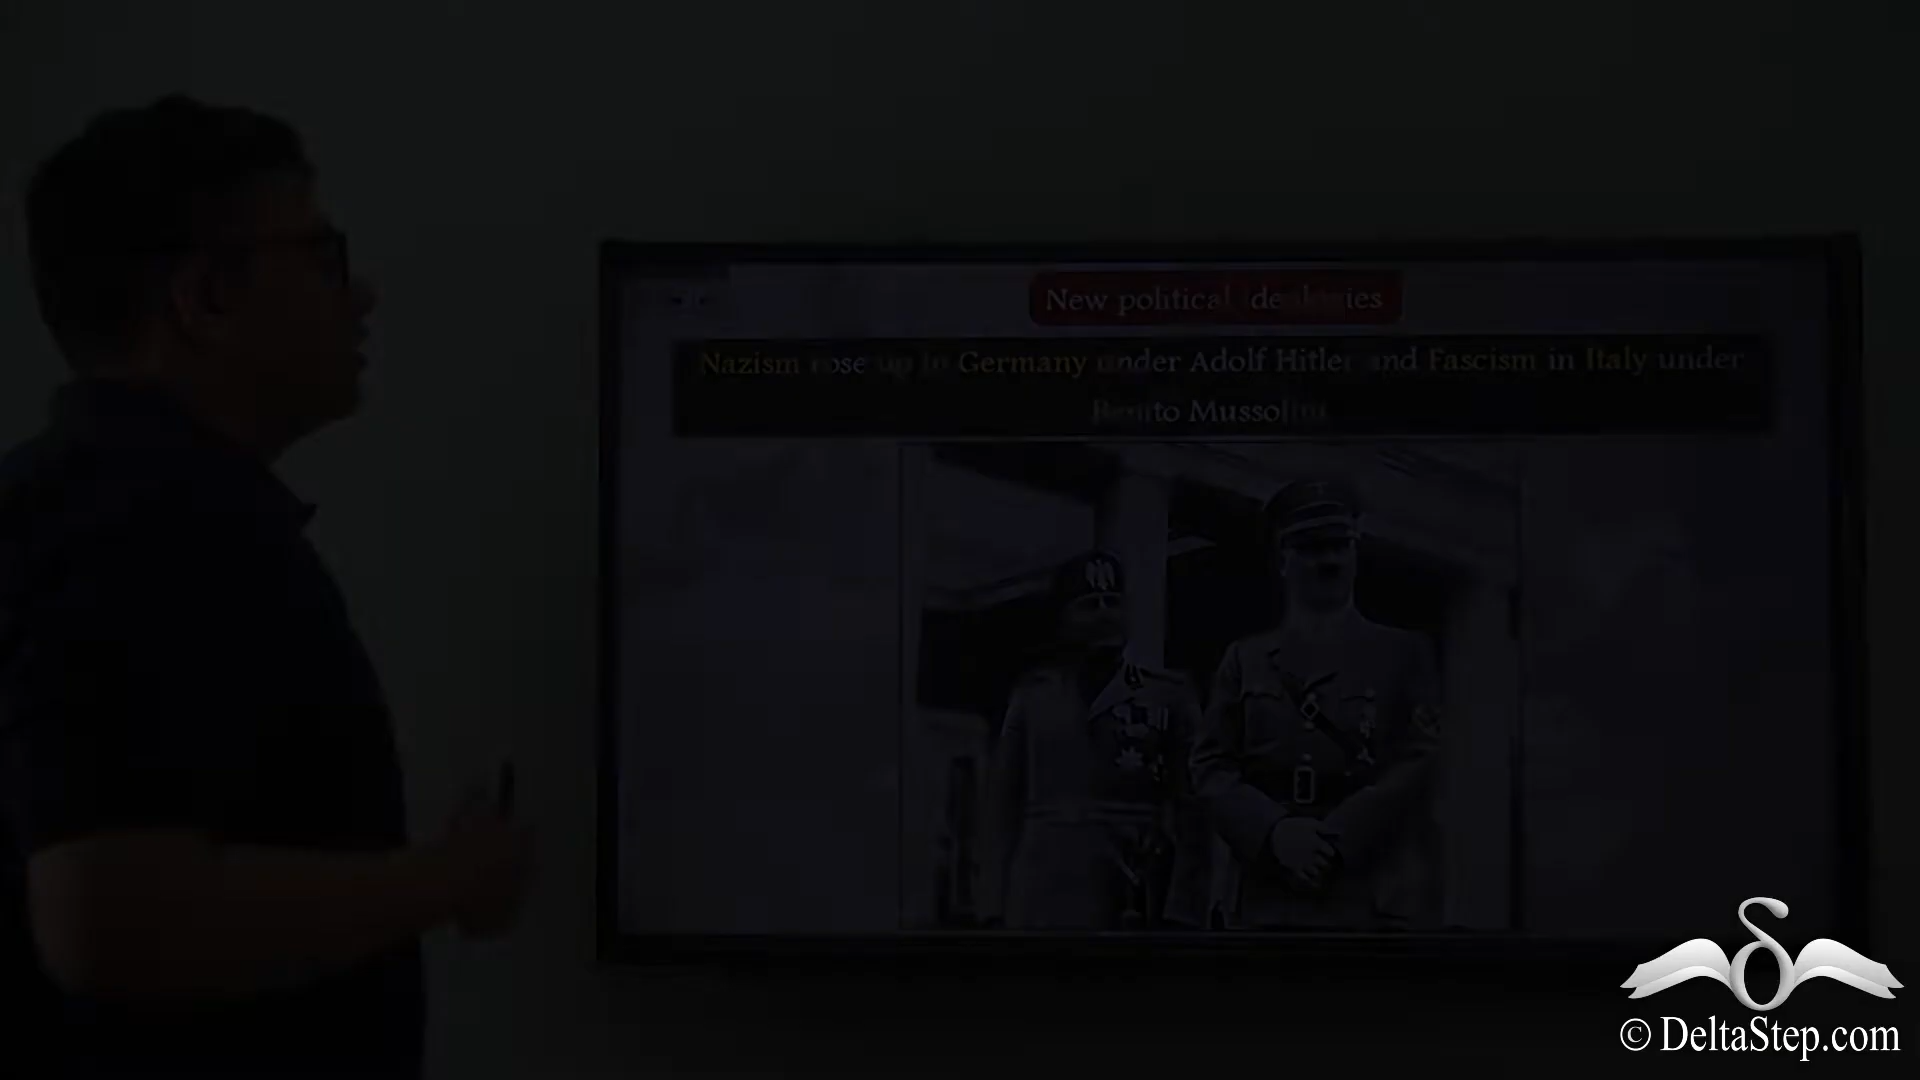 New political ideologies
Nazism rose up in Germany under Adolf Hitler and Fascism in Italy under
Benito Mussolini
© DeltaStep.com